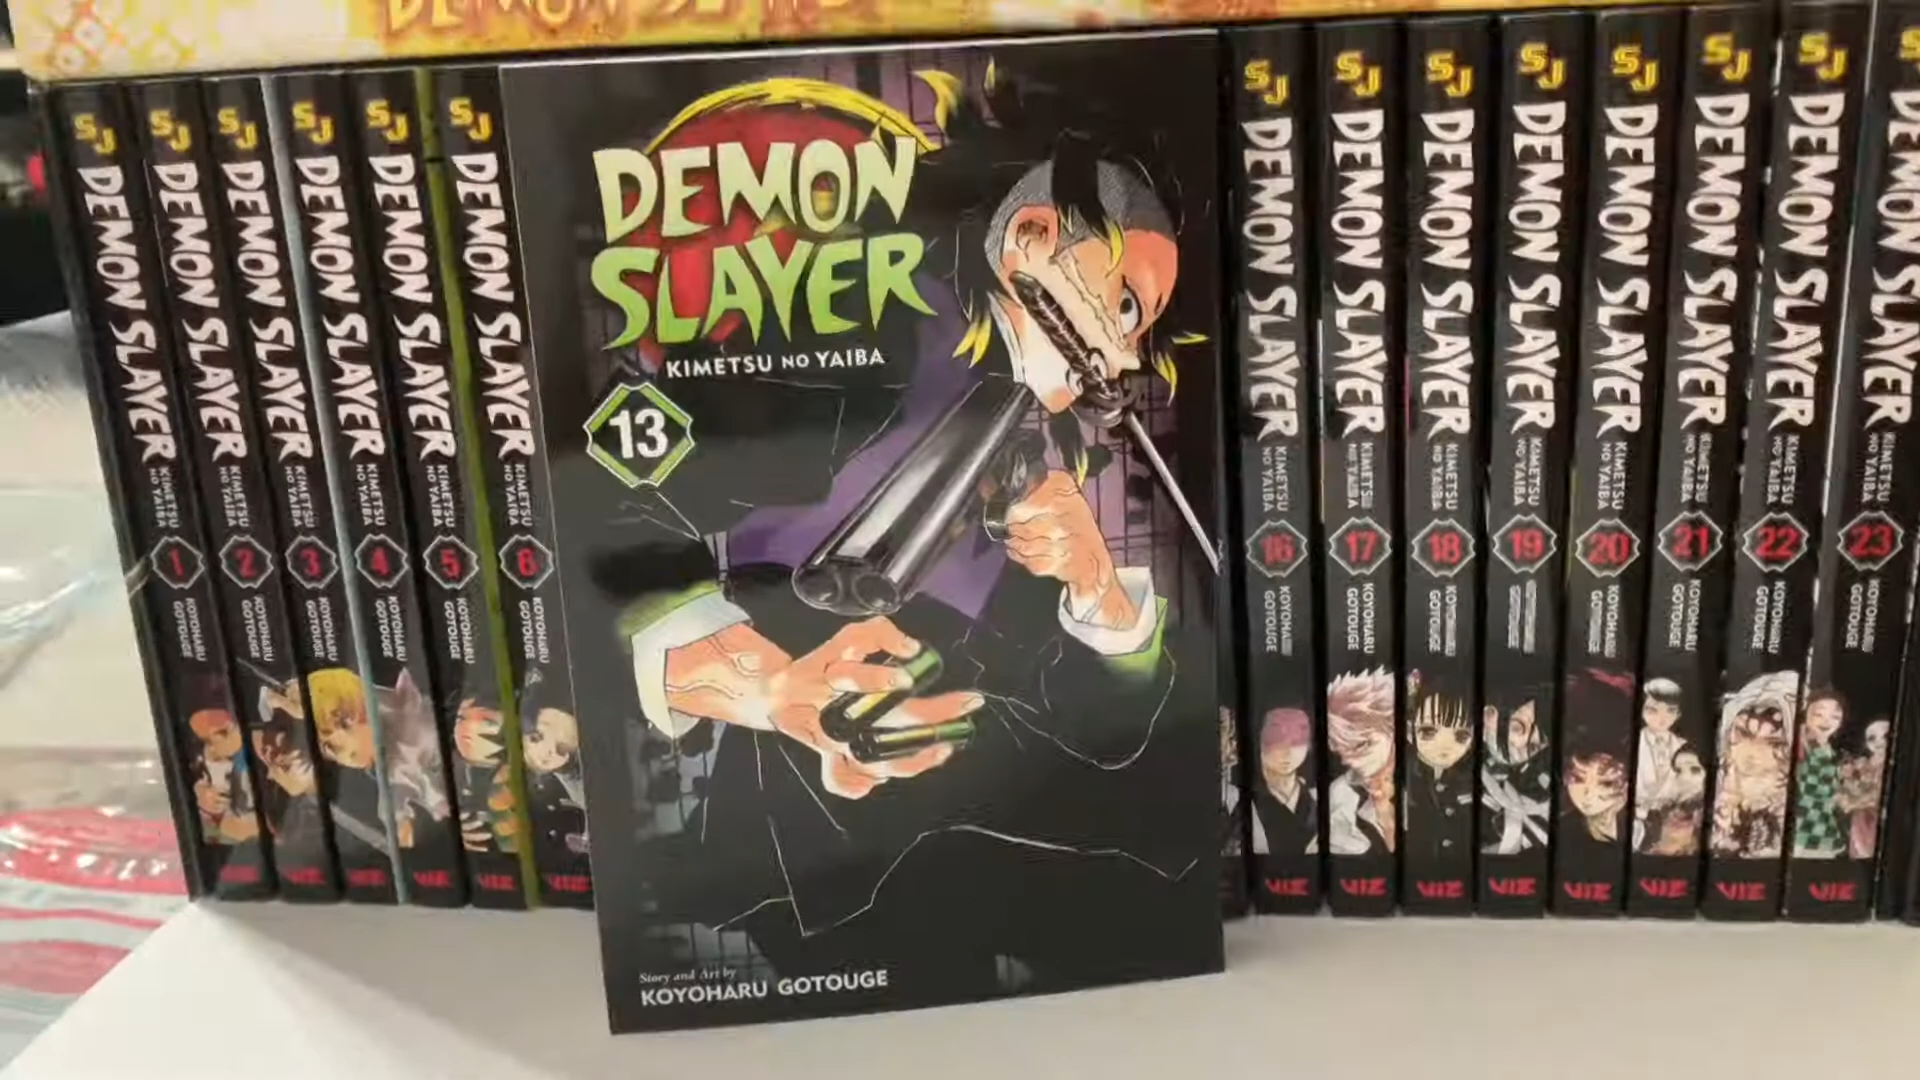 DEMON SLAYER
SJ DEMON SLAYER KIMETSU NO YAIBA 1 KOYOHARU GOTOUGE VIZ
SJ DEMON SLAYER KIMETSU NO YAIBA 2 KOYOHARU GOTOUGE VIZ
SJ DEMON SLAYER KIMETSU NO YAIBA 3 KOYOHARU GOTOUGE VIZ
SJ DEMON SLAYER KIMETSU NO YAIBA 4 KOYOHARU GOTOUGE VIZ
SJ DEMON SLAYER KIMETSU NO YAIBA 5 KOYOHARU GOTOUGE VIZ
SJ DEMON SLAYER KIMETSU NO YAIBA 6 KOYOHARU GOTOUGE VIZ
DEMON
SLAYER
KIMETSU NO YAIBA
13
Story and Art by
KOYOHARU GOTOUGE
SJ DEMON SLAYER KIMETSU NO YAIBA 16 KOYOHARU GOTOUGE VIZ
SJ DEMON SLAYER KIMETSU NO YAIBA 17 KOYOHARU GOTOUGE VIZ
SJ DEMON SLAYER KIMETSU NO YAIBA 18 KOYOHARU GOTOUGE VIZ
SJ DEMON SLAYER KIMETSU NO YAIBA 19 GOTOUGE VIZ
SJ DEMON SLAYER KIMETSU NO YAIBA 20 KOYOHARU GOTOUGE VIZ
SJ DEMON SLAYER KIMETSU NO YAIBA 21 KOYOHARU GOTOUGE VIZ
SJ DEMON SLAYER KIMETSU NO YAIBA 22 KOYOHARU GOTOUGE VIZ
SJ DEMON SLAYER KIMETSU NO YAIBA 23 KOYOHARU GOTOUGE VIZ